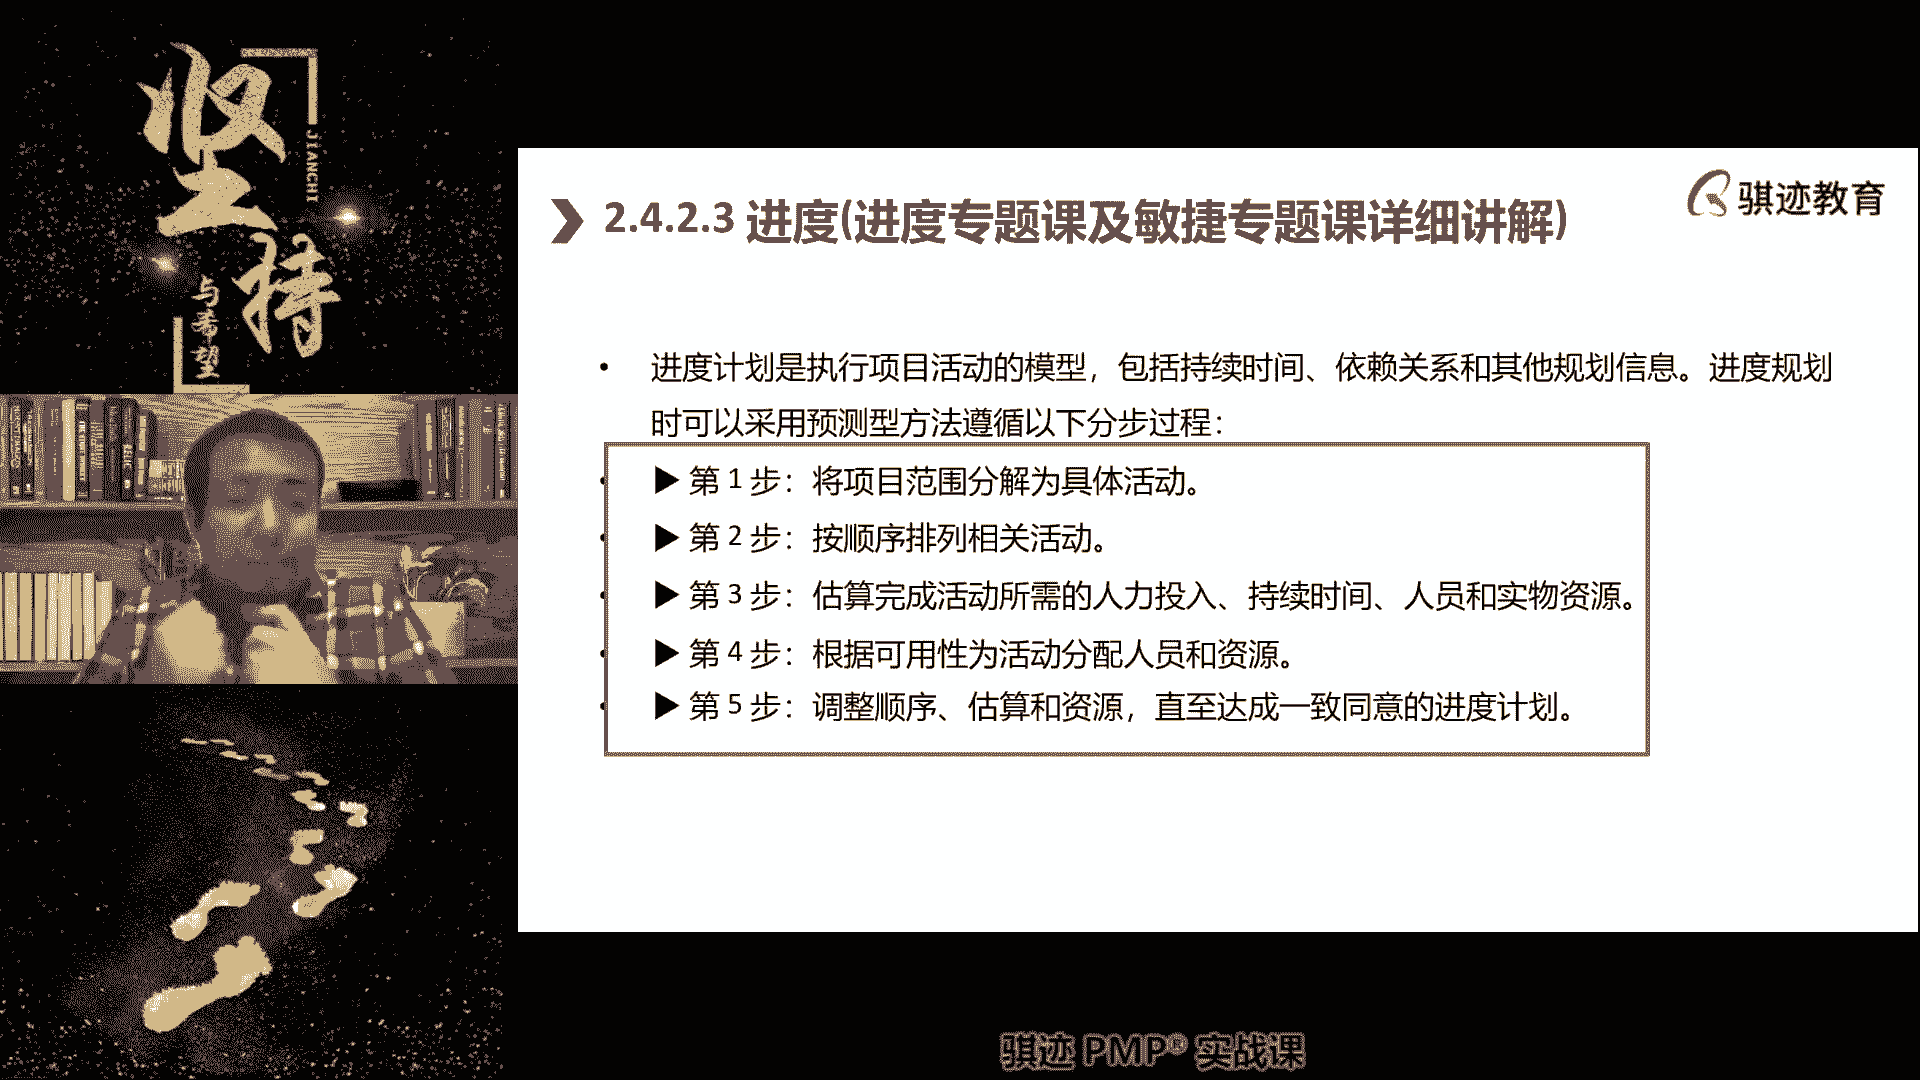 坚持
JIANCHI
与希望
骐迹教育
2.4.2.3 进度(进度专题课及敏捷专题课详细讲解)
• 进度计划是执行项目活动的模型，包括持续时间、依赖关系和其他规划信息。进度规划
时可以采用预测型方法遵循以下分步过程：
▶ 第 1 步：将项目范围分解为具体活动。
▶ 第 2 步：按顺序排列相关活动。
▶ 第 3 步：估算完成活动所需的人力投入、持续时间、人员和实物资源。
▶ 第 4 步：根据可用性为活动分配人员和资源。
▶ 第 5 步：调整顺序、估算和资源，直至达成一致同意的进度计划。
骐迹 PMP® 实战课